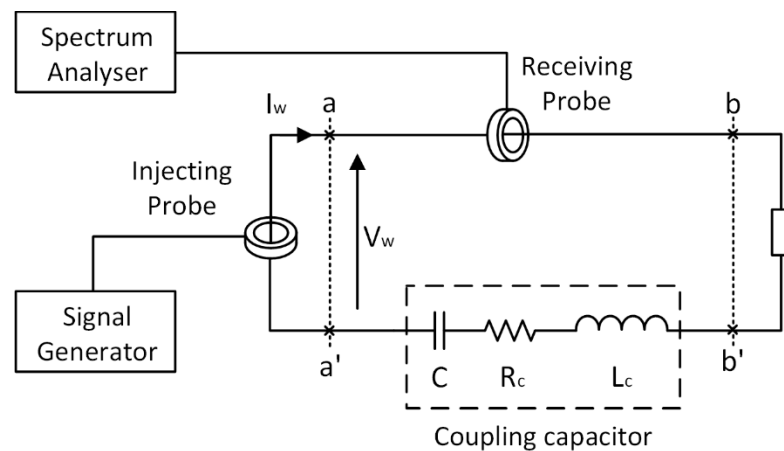 Spectrum
Analyser
Receiving
Probe
Iw
a
b
Injecting
Probe
Vw
Signal
Generator
a'
b'
C
Rc
Lc
Coupling capacitor